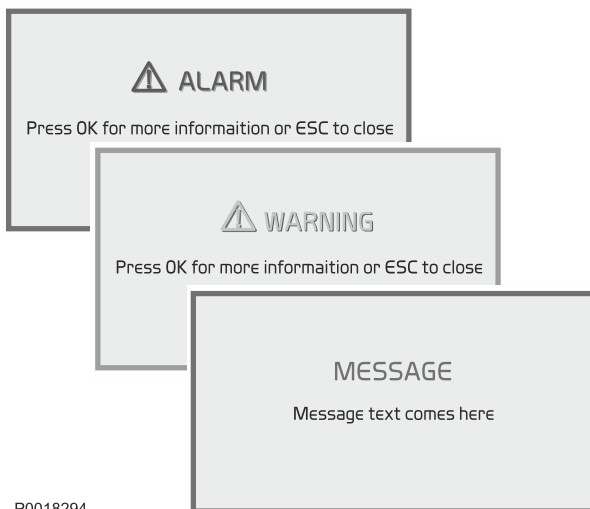 ALARM
Press OK for more informaition or ESC to close
WARNING
Press OK for more informaition or ESC to close
MESSAGE
Message text comes here
P0018294